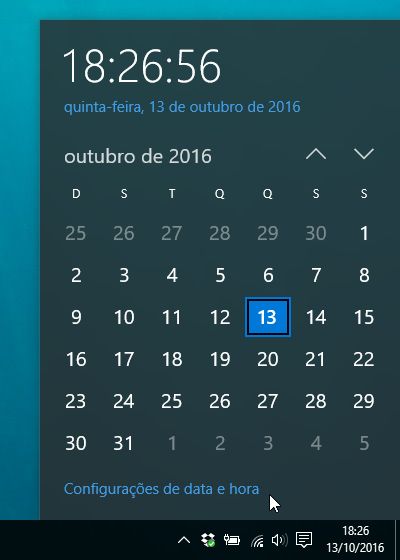 18:26:56
quinta-feira, 13 de outubro de 2016
outubro de 2016
D S T Q Q S S
25 26 27 28 29 30 1
2 3 4 5 6 7 8
9 10 11 12 13 14 15
16 17 18 19 20 21 22
23 24 25 26 27 28 29
30 31 1 2 3 4 5
Configurações de data e hora
18:26
13/10/2016